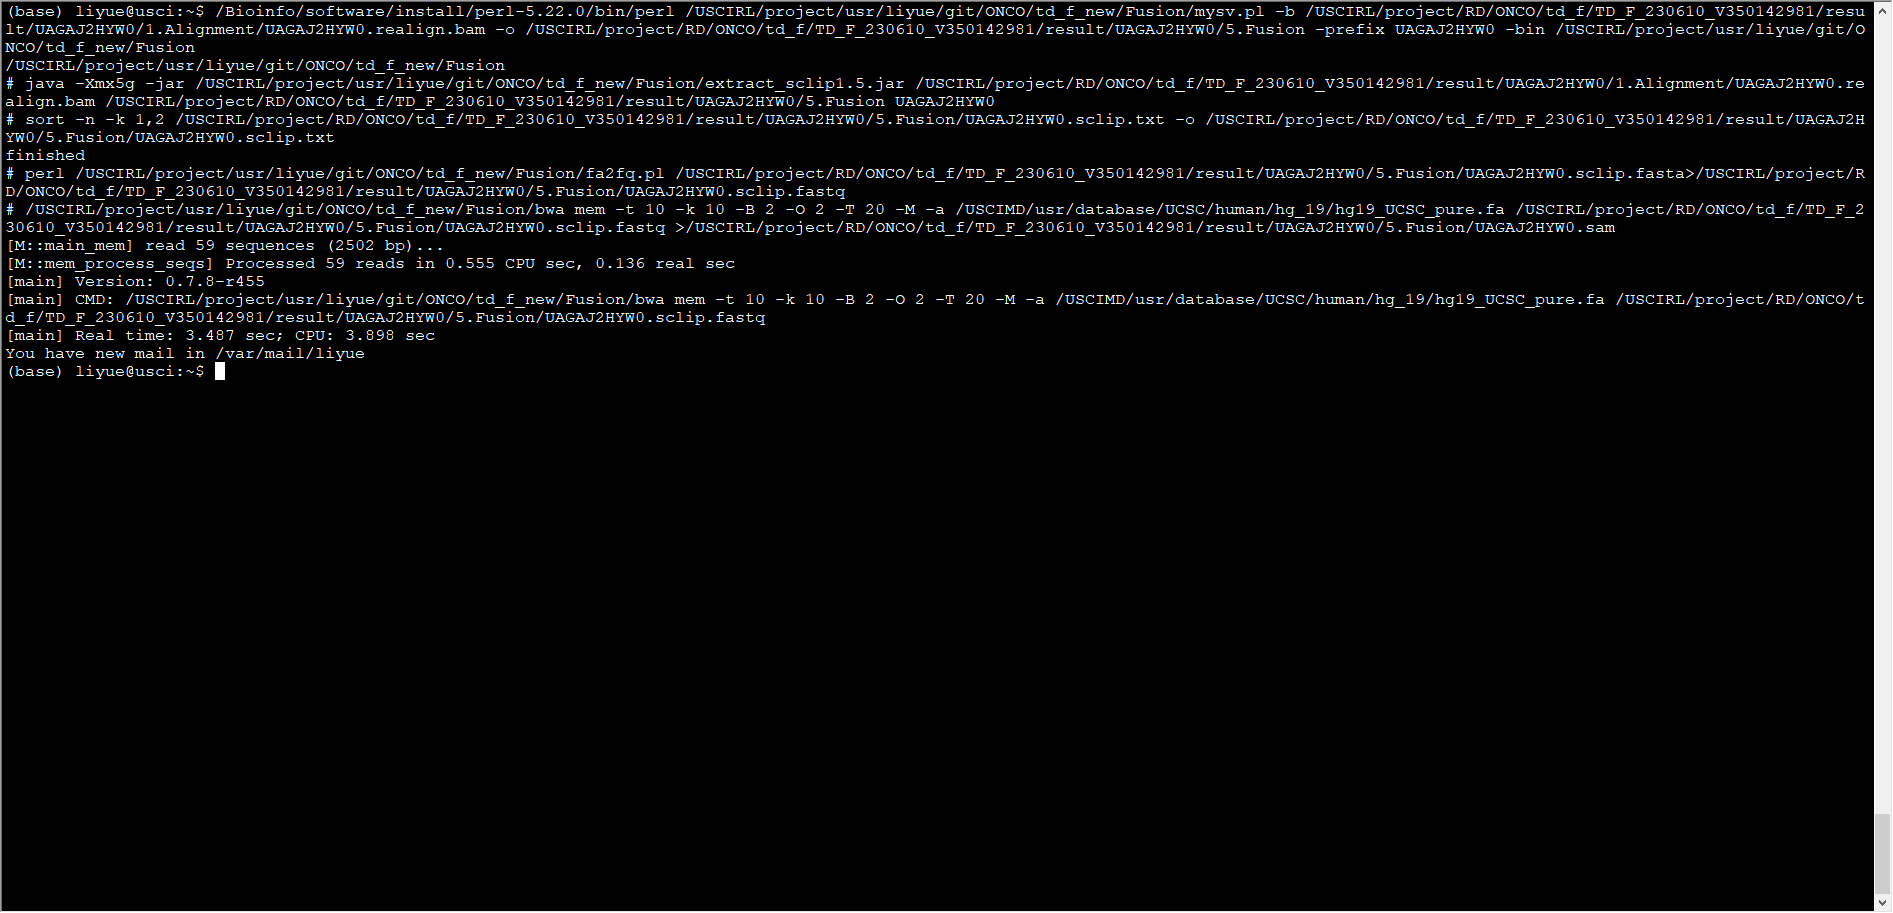 (base) liyue@usci:~$ /Bioinfo/software/install/perl-5.22.0/bin/perl /USCIRL/project/usr/liyue/git/ONCO/td_f_new/Fusion/mysv.pl -b /USCIRL/project/RD/ONCO/td_f/TD_F_230610_V350142981/resu
lt/UAGAJ2HYW0/1.Alignment/UAGAJ2HYW0.realign.bam -o /USCIRL/project/RD/ONCO/td_f/TD_F_230610_V350142981/result/UAGAJ2HYW0/5.Fusion -prefix UAGAJ2HYW0 -bin /USCIRL/project/usr/liyue/git/O
NCO/td_f_new/Fusion
/USCIRL/project/usr/liyue/git/ONCO/td_f_new/Fusion
# java -Xmx5g -jar /USCIRL/project/usr/liyue/git/ONCO/td_f_new/Fusion/extract_sclip1.5.jar /USCIRL/project/RD/ONCO/td_f/TD_F_230610_V350142981/result/UAGAJ2HYW0/1.Alignment/UAGAJ2HYW0.re
align.bam /USCIRL/project/RD/ONCO/td_f/TD_F_230610_V350142981/result/UAGAJ2HYW0/5.Fusion UAGAJ2HYW0
# sort -n -k 1,2 /USCIRL/project/RD/ONCO/td_f/TD_F_230610_V350142981/result/UAGAJ2HYW0/5.Fusion/UAGAJ2HYW0.sclip.txt -o /USCIRL/project/RD/ONCO/td_f/TD_F_230610_V350142981/result/UAGAJ2H
YW0/5.Fusion/UAGAJ2HYW0.sclip.txt
finished
# perl /USCIRL/project/usr/liyue/git/ONCO/td_f_new/Fusion/fa2fq.pl /USCIRL/project/RD/ONCO/td_f/TD_F_230610_V350142981/result/UAGAJ2HYW0/5.Fusion/UAGAJ2HYW0.sclip.fasta>/USCIRL/project/R
D/ONCO/td_f/TD_F_230610_V350142981/result/UAGAJ2HYW0/5.Fusion/UAGAJ2HYW0.sclip.fastq
# /USCIRL/project/usr/liyue/git/ONCO/td_f_new/Fusion/bwa mem -t 10 -k 10 -B 2 -O 2 -T 20 -M -a /USCIMD/usr/database/UCSC/human/hg_19/hg19_UCSC_pure.fa /USCIRL/project/RD/ONCO/td_f/TD_F_2
30610_V350142981/result/UAGAJ2HYW0/5.Fusion/UAGAJ2HYW0.sclip.fastq >/USCIRL/project/RD/ONCO/td_f/TD_F_230610_V350142981/result/UAGAJ2HYW0/5.Fusion/UAGAJ2HYW0.sam
[M::main_mem] read 59 sequences (2502 bp)...
[M::mem_process_seqs] Processed 59 reads in 0.555 CPU sec, 0.136 real sec
[main] Version: 0.7.8-r455
[main] CMD: /USCIRL/project/usr/liyue/git/ONCO/td_f_new/Fusion/bwa mem -t 10 -k 10 -B 2 -O 2 -T 20 -M -a /USCIMD/usr/database/UCSC/human/hg_19/hg19_UCSC_pure.fa /USCIRL/project/RD/ONCO/t
d_f/TD_F_230610_V350142981/result/UAGAJ2HYW0/5.Fusion/UAGAJ2HYW0.sclip.fastq
[main] Real time: 3.487 sec; CPU: 3.898 sec
You have new mail in /var/mail/liyue
(base) liyue@usci:~$